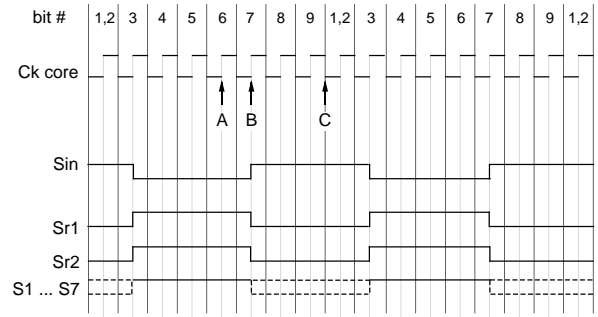 bit # 1,2 3 4 5 6 7 8 9 1,2 3 4 5 6 7 8 9 1,2
Ck core
A B C
Sin
Sr1
Sr2
S1 ... S7